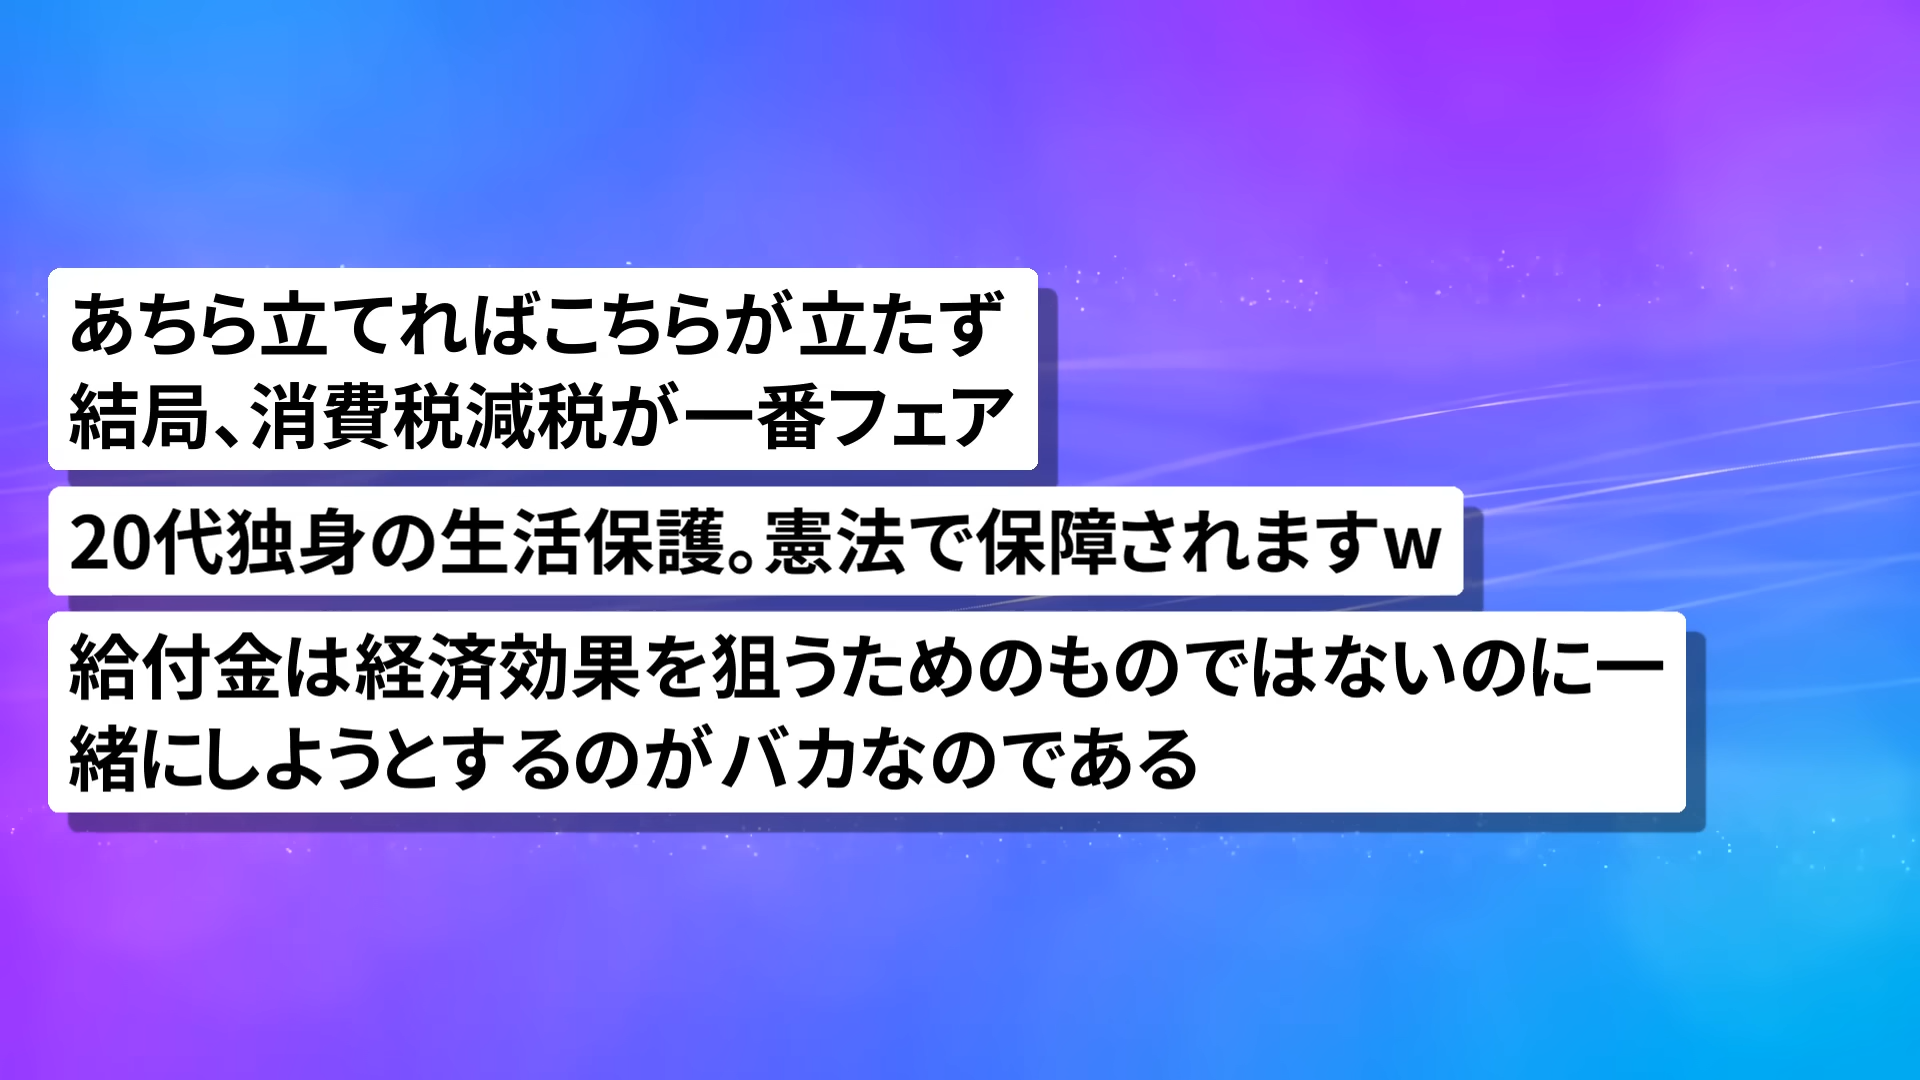 あちら立てればこちらが立たず
結局、消費税減税が一番フェア
20代独身の生活保護。憲法で保障されますw
給付金は経済効果を狙うためのものではないのに一
緒にしようとするのがバカなのである